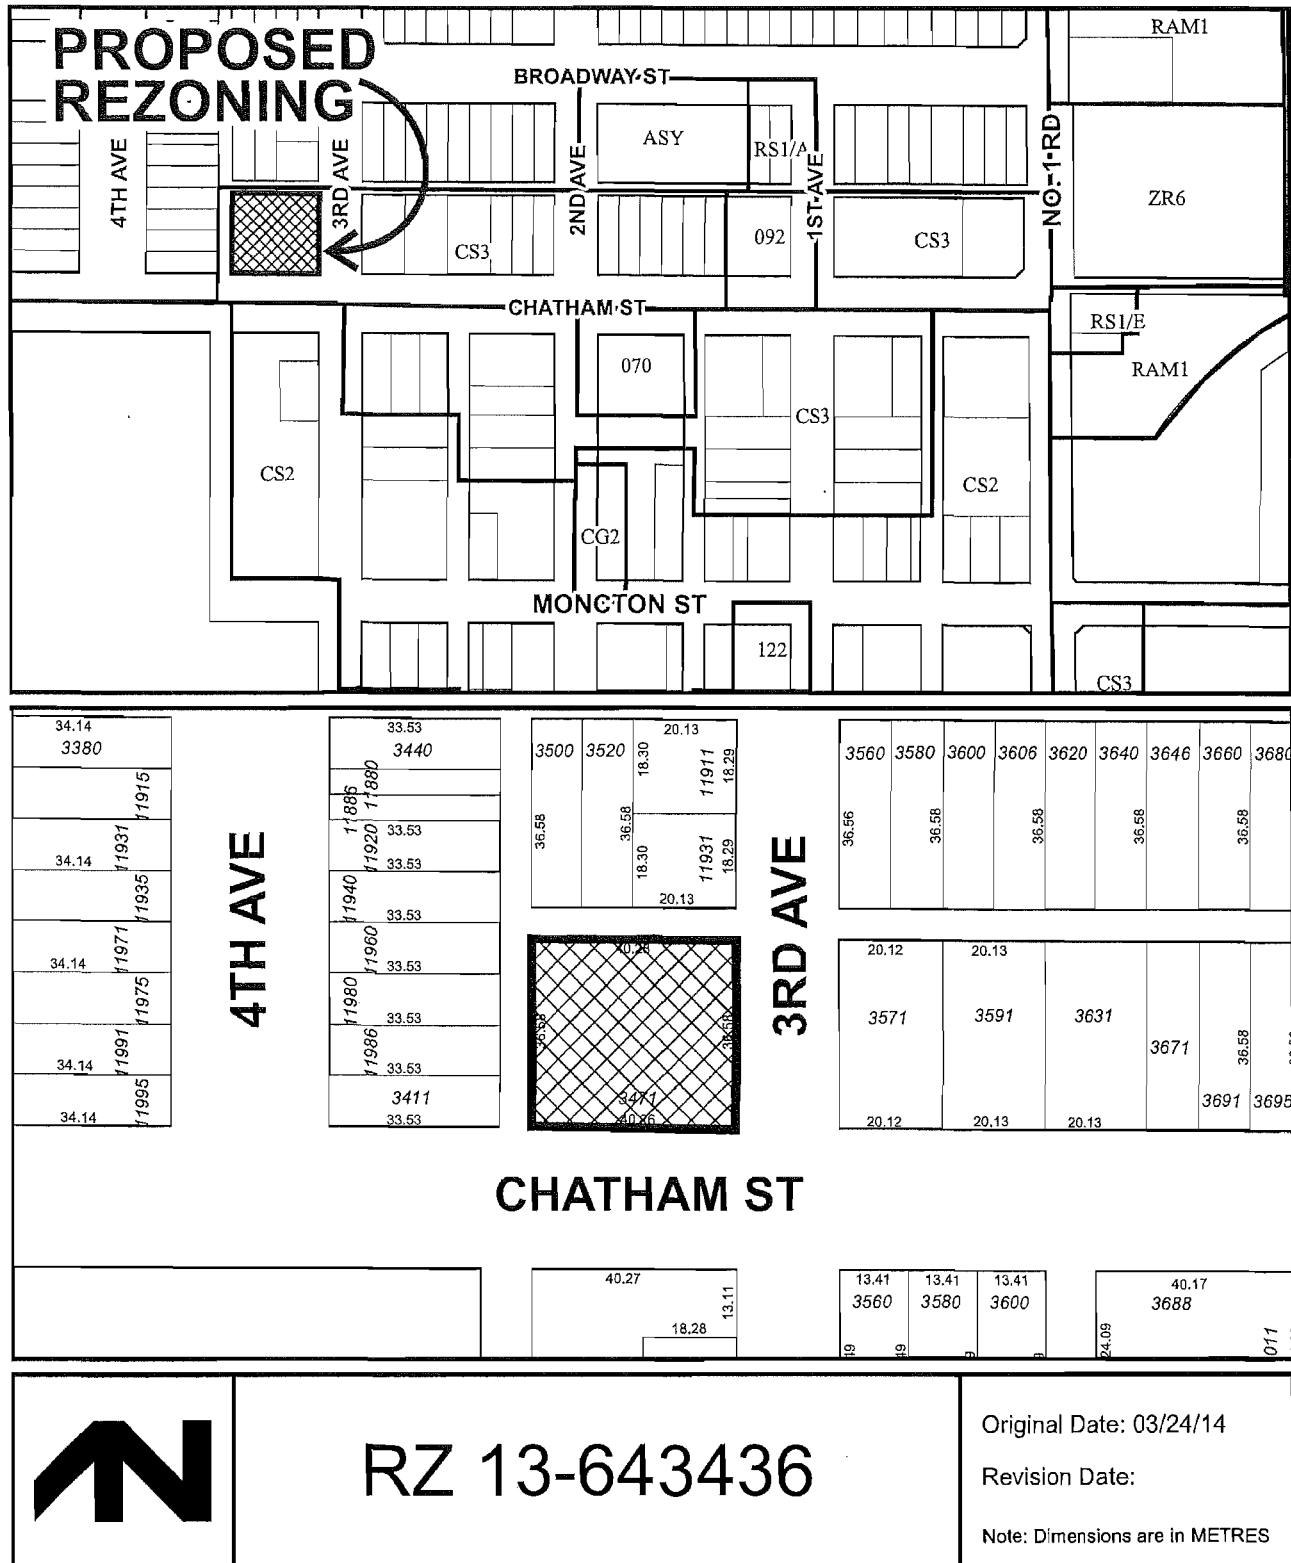 PROPOSED
REZONING
RAM1
BROADWAY ST
ASY
RS1/A
4TH AVE
3RD AVE
2ND AVE
1ST AVE
NO. 1 RD
ZR6
CS3
092
CS3
CHATHAM ST
070
RS1/E
RAM1
CS3
CS2
CS2
CG2
MONCTON ST
122
CS3
34.14
3380
11915
11931
34.14
11935
11971
34.14
11975
11991
34.14
11995
34.14
4TH AVE
33.53
3440
11880
11886
11920
33.53
33.53
11940
33.53
11960
33.53
11980
33.53
11986
33.53
3411
33.53
3500
3520
20.13
18.30
11911
18.29
36.58
36.58
18.30
11931
18.29
20.13
36.58
36.58
3471
3RD AVE
3560
3580
3600
3606
3620
3640
3646
3660
3680
36.56
36.58
36.58
36.58
36.58
20.12
20.13
3571
3591
3631
3671
36.58
3691
3695
20.12
20.13
20.13
CHATHAM ST
40.27
13.11
18.28
13.41
13.41
13.41
3560
3580
3600
40.17
3688
24.09
011
RZ 13-643436
Original Date: 03/24/14
Revision Date:
Note: Dimensions are in METRES